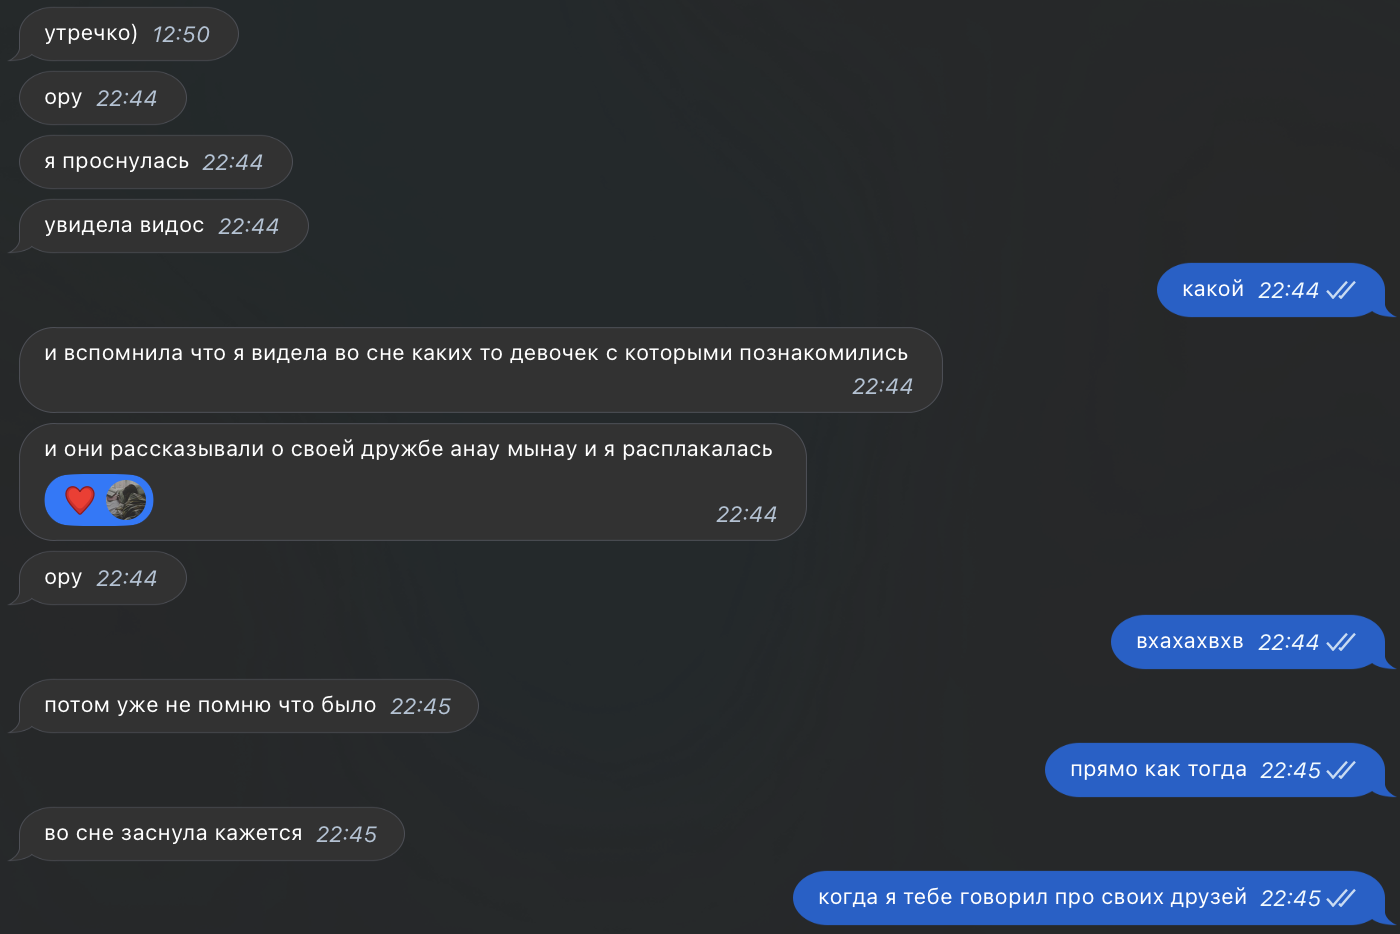 утречко) 12:50
ору 22:44
я проснулась 22:44
увидела видос 22:44
какой 22:44
и вспомнила что я видела во сне каких то девочек с которыми познакомились
22:44
и они рассказывали о своей дружбе анау мынау и я расплакалась
22:44
ору 22:44
вхахахвхв 22:44
потом уже не помню что было 22:45
прямо как тогда 22:45
во сне заснула кажется 22:45
когда я тебе говорил про своих друзей 22:45